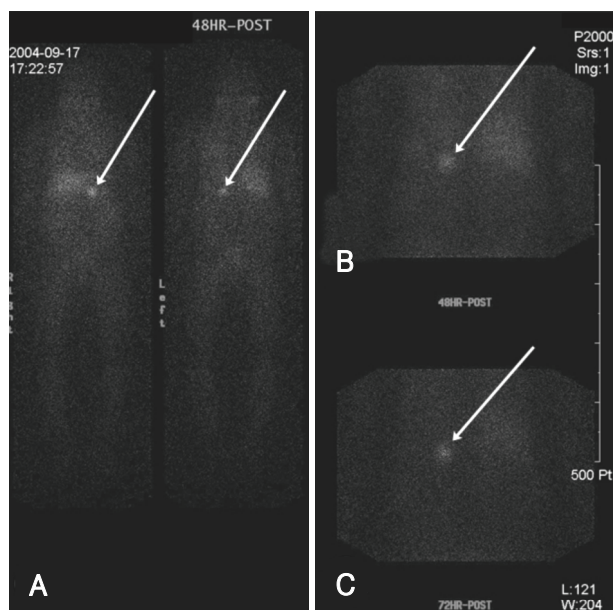 48HR-POST
2004-09-17
17:22:57
Right
Left
A
P2000
Srs:1
Img:1
B
48HR-POST
500 Pt
C
72HR-POST
L:121
W:204